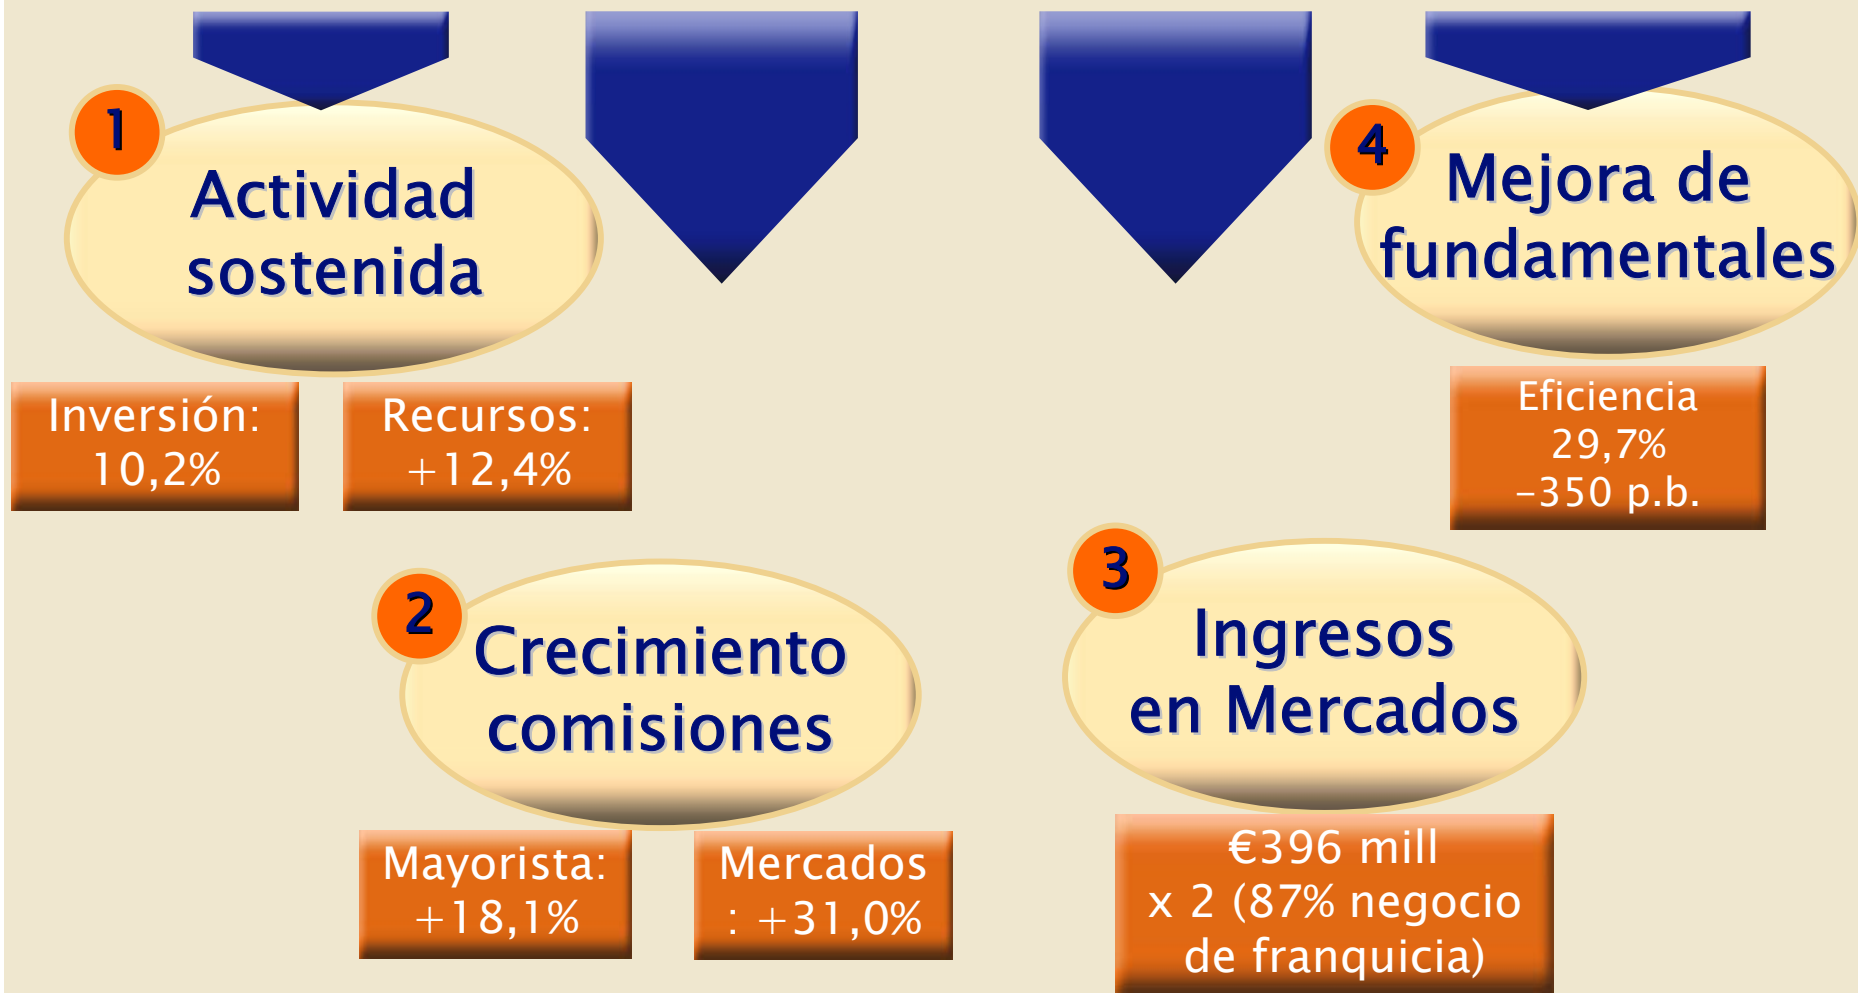 1
Actividad
sostenida
Inversión:
10,2%
Recursos:
+12,4%
2
Crecimiento
comisiones
Mayorista:
+18,1%
Mercados
: +31,0%
3
Ingresos
en Mercados
€396 mill
x 2 (87% negocio
de franquicia)
4
Mejora de
fundamentales
Eficiencia
29,7%
-350 p.b.